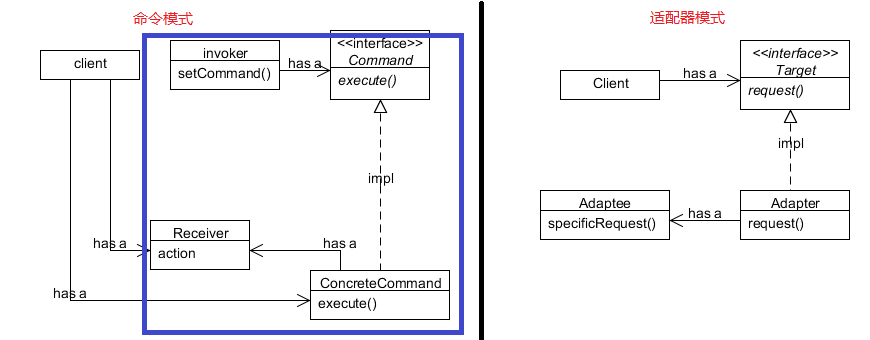 命令模式
client
invoker
setCommand()
has a
<<interface>>
Command
execute()
impl
Receiver
action
has a
has a
ConcreteCommand
execute()
has a
适配器模式
Client
has a
<<interface>>
Target
request()
impl
Adaptee
specificRequest()
has a
Adapter
request()